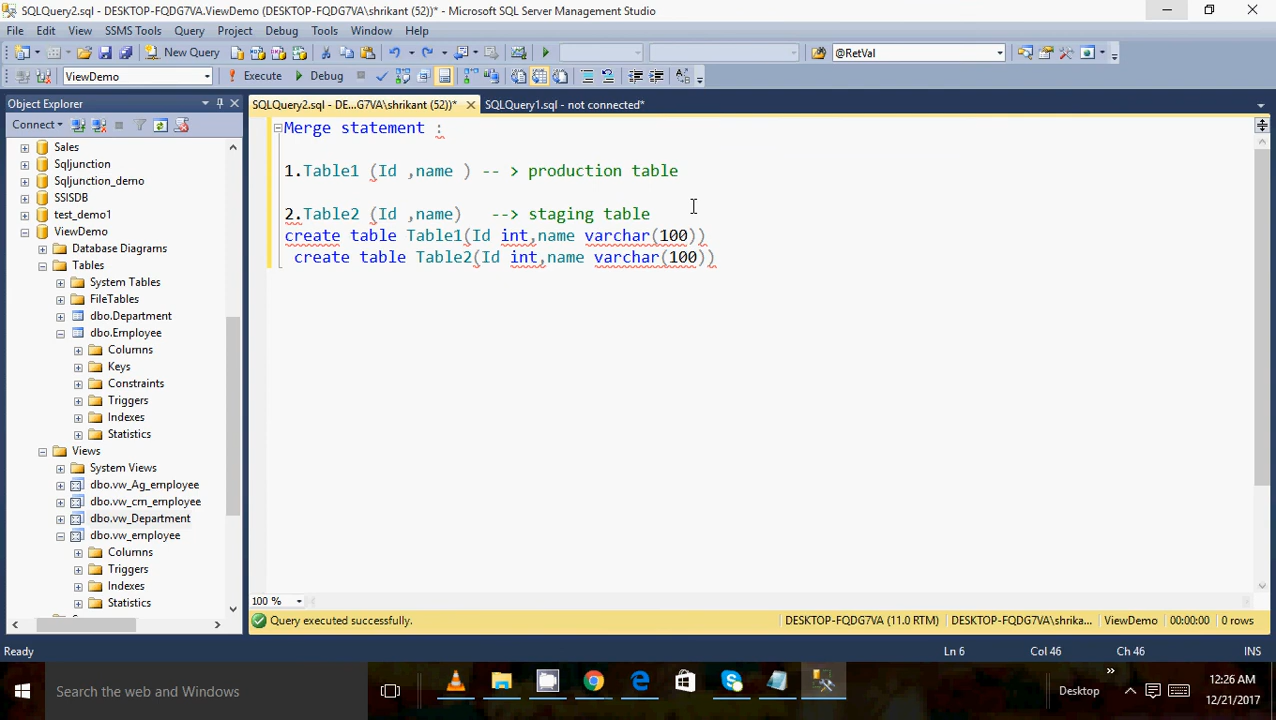 SQLQuery2.sql - DESKTOP-FQDG7VA.ViewDemo (DESKTOP-FQDG7VA\shrikant (52))* - Microsoft SQL Server Management Studio
File Edit View SSMS Tools Query Project Debug Tools Window Help
New Query @RetVal
ViewDemo Execute Debug
Object Explorer
SQLQuery2.sql - DE...G7VA\shrikant (52))* SQLQuery1.sql - not connected*
Connect
Sales
Sqljunction
Sqljunction_demo
SSISDB
test_demo1
ViewDemo
Database Diagrams
Tables
System Tables
FileTables
dbo.Department
dbo.Employee
Columns
Keys
Constraints
Triggers
Indexes
Statistics
Views
System Views
dbo.vw_Ag_employee
dbo.vw_crn_employee
dbo.vw_Department
dbo.vw_employee
Columns
Triggers
Indexes
Statistics
Merge statement :
1.Table1 (Id ,name ) -- > production table
2.Table2 (Id ,name) --> staging table
create table Table1(Id int,name varchar(100))
create table Table2(Id int,name varchar(100))
100 %
Query executed successfully. DESKTOP-FQDG7VA (11.0 RTM) DESKTOP-FQDG7VA\shrika... ViewDemo 00:00:00 0 rows
Ready Ln 6 Col 46 Ch 46 INS
Search the web and Windows Desktop 12:26 AM
12/21/2017